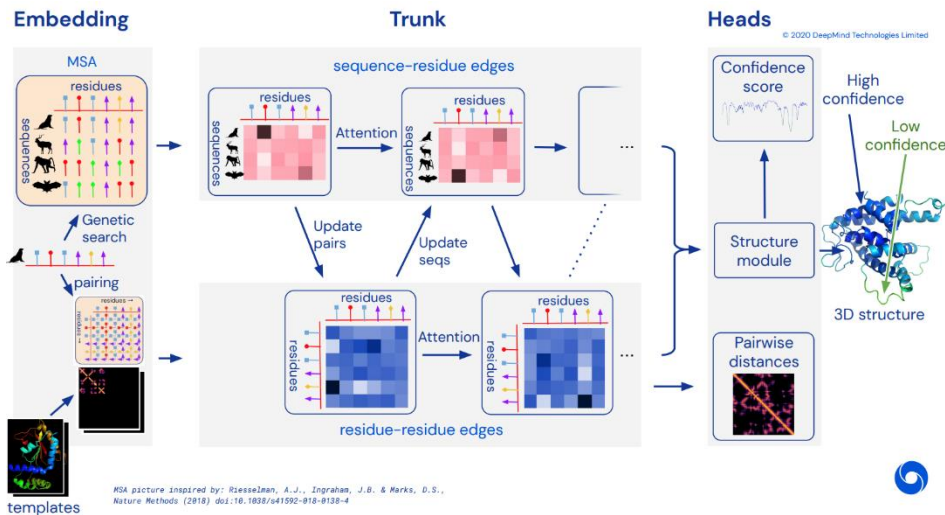 Embedding
Trunk
Heads
© 2020 DeepMind Technologies Limited
MSA
residues
sequences
Genetic
search
pairing
residues →
residues →
templates
sequence-residue edges
residues
sequences
Attention
residues
sequences
...
Update
pairs
Update
seqs
residues
residues
Attention
residues
residues
...
residue-residue edges
Confidence
score
High
confidence
Low
confidence
Structure
module
3D structure
Pairwise
distances
MSA picture inspired by: Riesselman, A.J., Ingraham, J.B. & Marks, D.S.,
Nature Methods (2018) doi:10.1038/s41592-018-0138-4